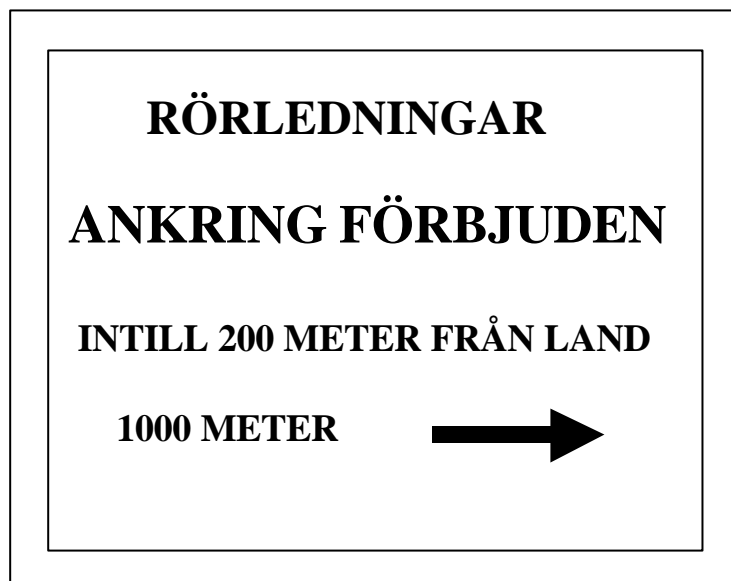 RÖRLEDNINGAR
ANKRING FÖRBJUDEN
INTILL 200 METER FRÅN LAND
1000 METER